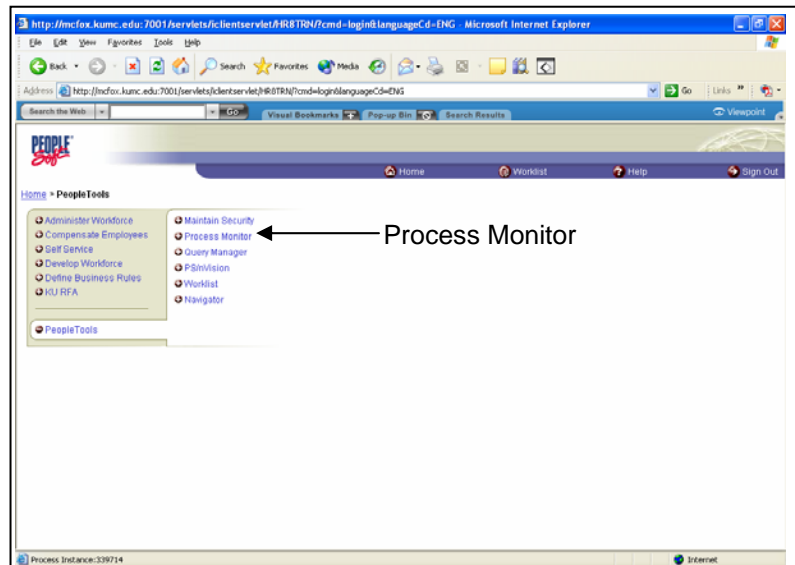 http://mcfox.kumc.edu:7001/servlets/iclientservlet/HR8TRN/?cmd=login&languageCd=ENG - Microsoft Internet Explorer
File Edit View Favorites Tools Help
Back Search Favorites Media
Address http://mcfox.kumc.edu:7001/servlets/iclientservlet/HR8TRN/?cmd=login&languageCd=ENG Go Links »
Search the Web GO Visual Bookmarks Pop-up Bin Search Results Viewpoint
PEOPLE Soft
Home Worklist Help Sign Out
Home > PeopleTools
Administer Workforce
Compensate Employees
Self Service
Develop Workforce
Define Business Rules
KU RFA
PeopleTools
Maintain Security
Process Monitor
Query Manager
PS/nVision
Worklist
Navigator
Process Monitor
Process Instance:339714 Internet